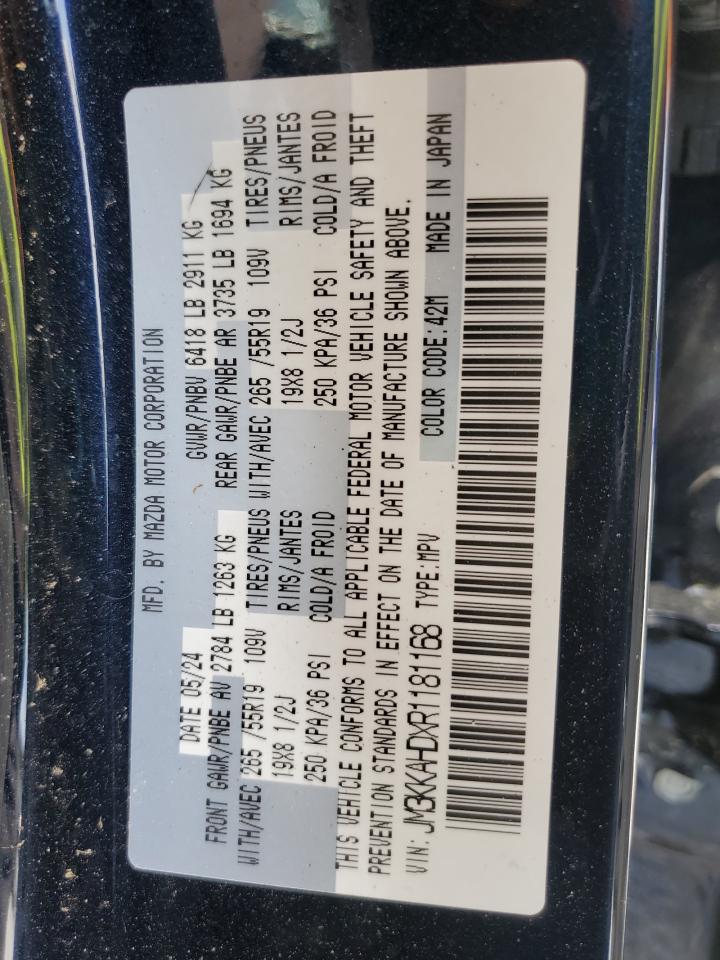 MFD. BY MAZDA MOTOR CORPORATION
DATE 05/24 GVWR/PNBV 6418 LB 2911 KG
FRONT GAWR/PNBE AV 2784 LB 1263 KG REAR GAWR/PNBE AR 3735 LB 1694 KG
WITH/AVEC 265 /55R19 109V TIRES/PNEUS WITH/AVEC 265 /55R19 109V TIRES/PNEUS
19X8 1/2J RIMS/JANTES 19X8 1/2J RIMS/JANTES
250 KPA/36 PSI COLD/A FROID 250 KPA/36 PSI COLD/A FROID
THIS VEHICLE CONFORMS TO ALL APPLICABLE FEDERAL MOTOR VEHICLE SAFETY AND THEFT
PREVENTION STANDARDS IN EFFECT ON THE DATE OF MANUFACTURE SHOWN ABOVE.
VIN: JM3KKAHDXR1181168 TYPE:MPV COLOR CODE:42M MADE IN JAPAN